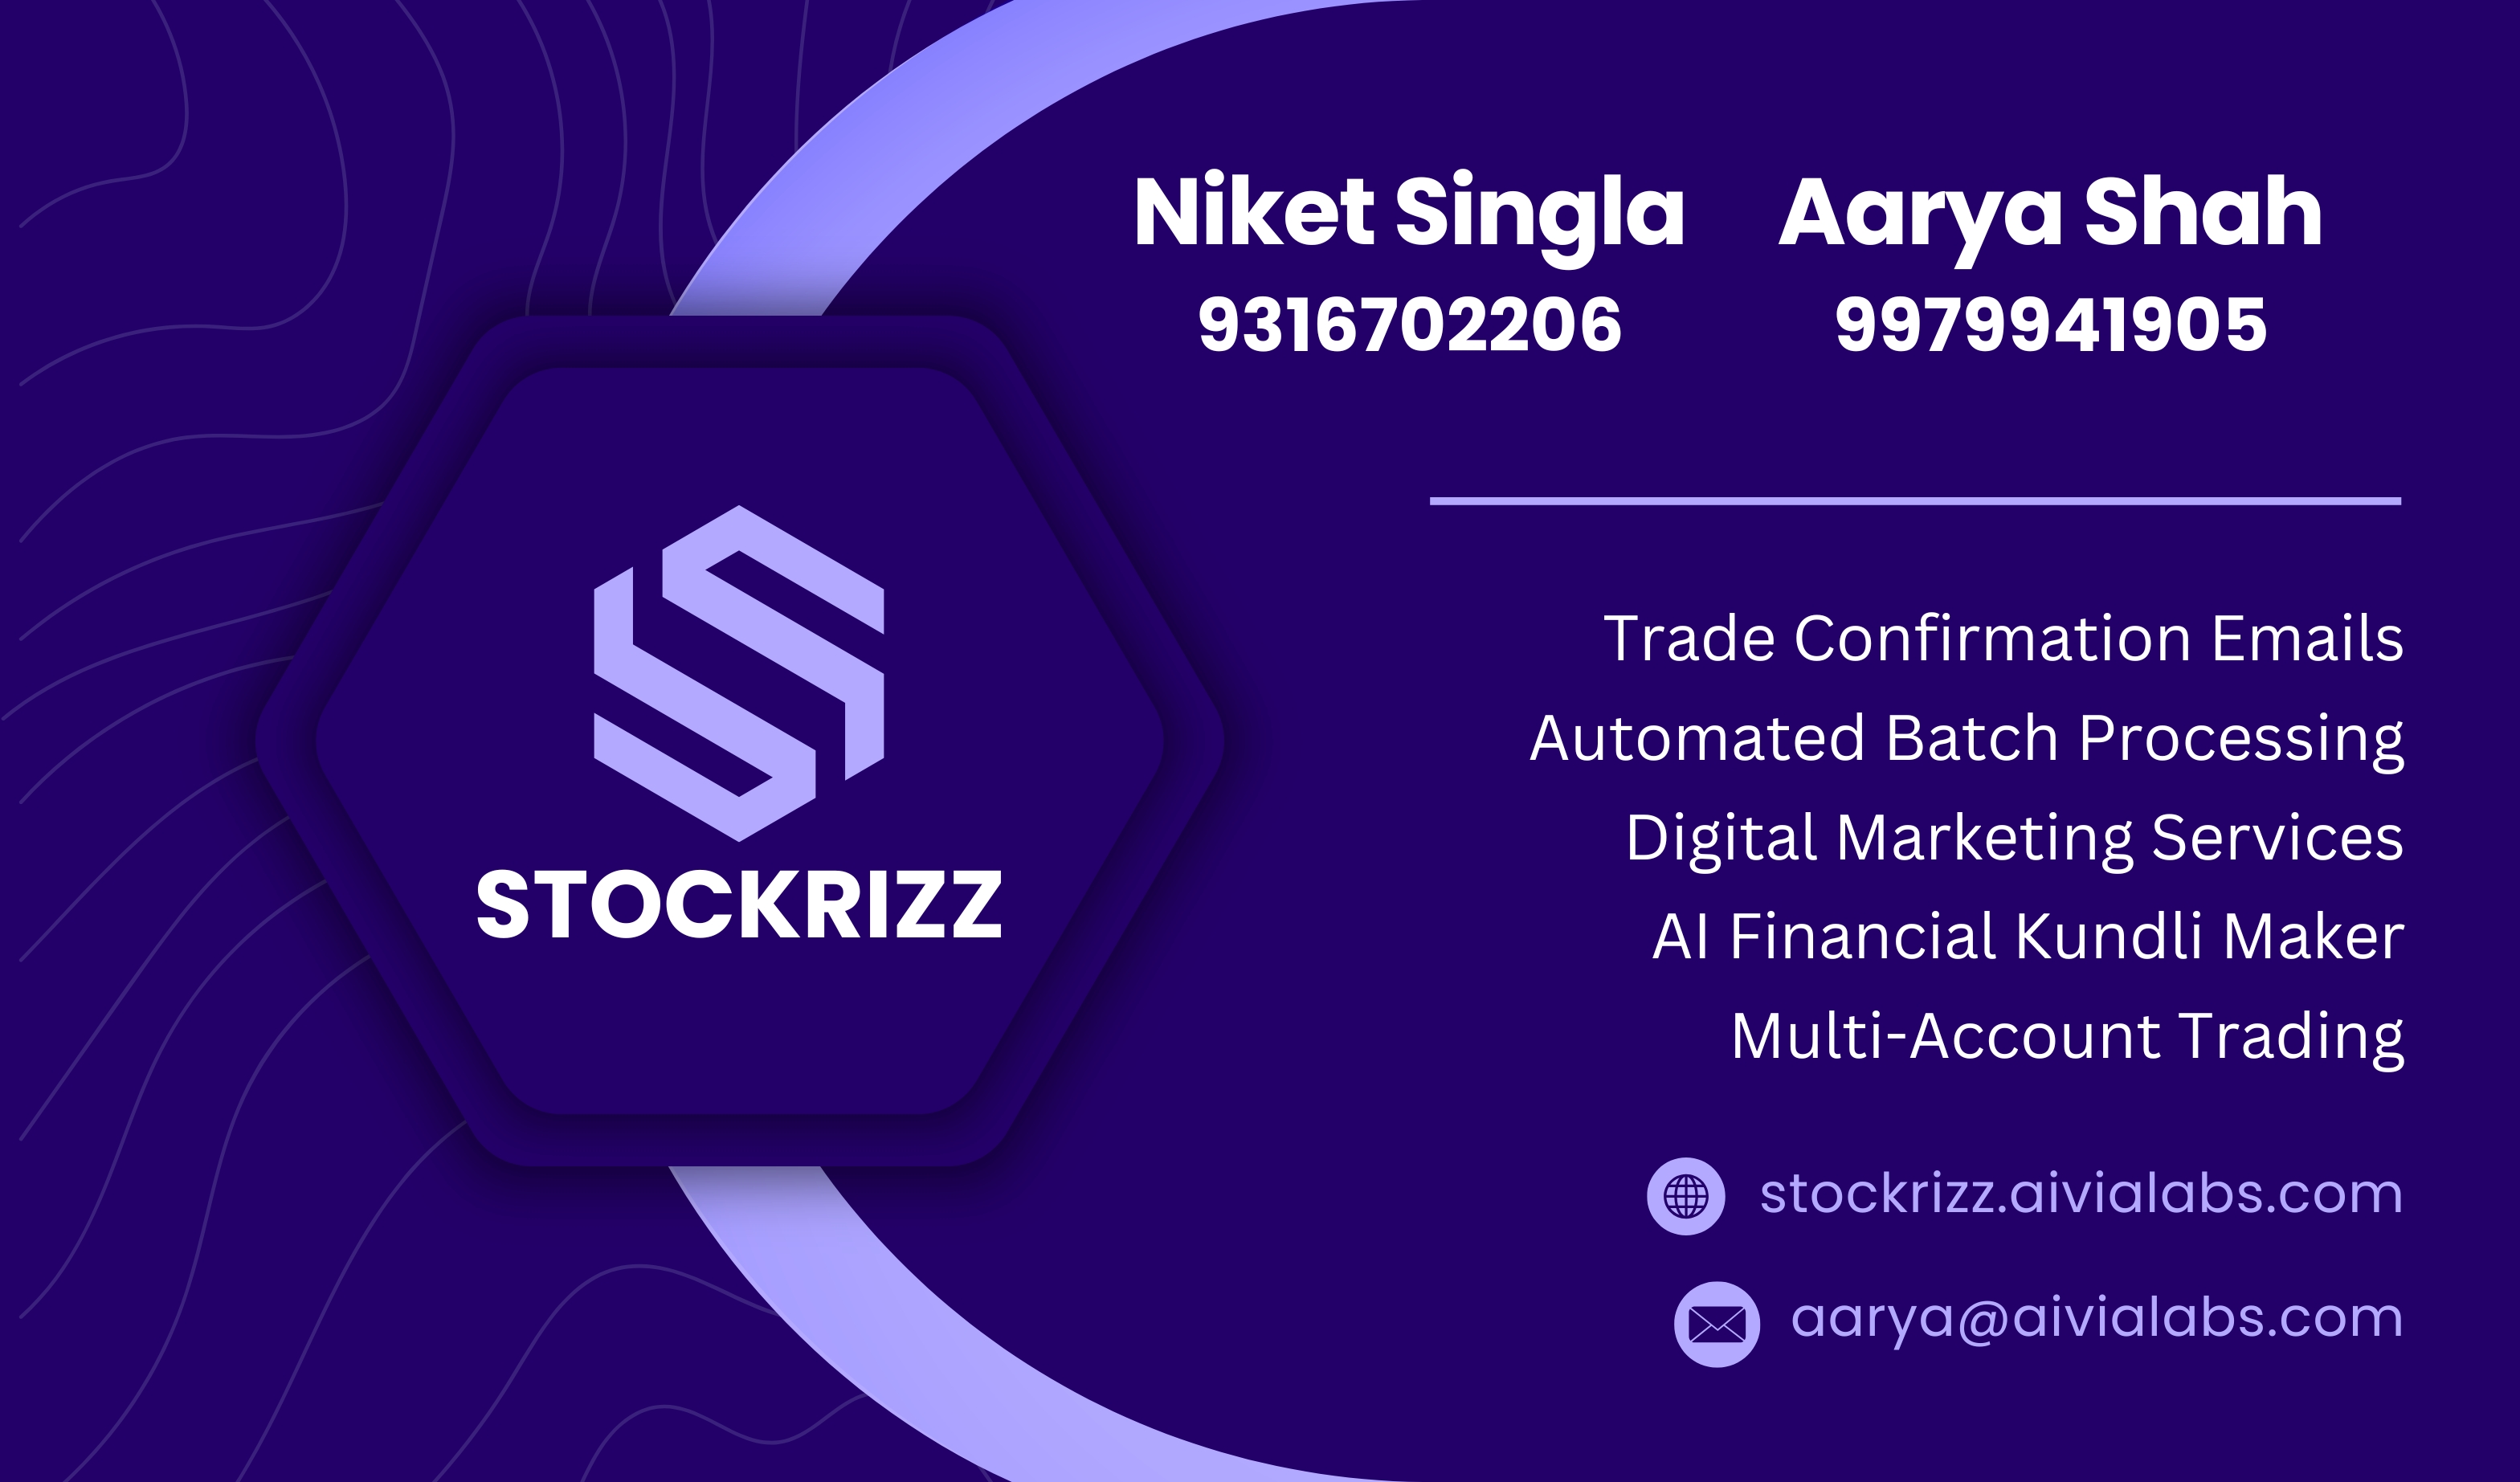 Niket Singla
9316702206
Aarya Shah
9979941905
STOCKRIZZ
Trade Confirmation Emails
Automated Batch Processing
Digital Marketing Services
AI Financial Kundli Maker
Multi-Account Trading
stockrizz.aivialabs.com
aarya@aivialabs.com